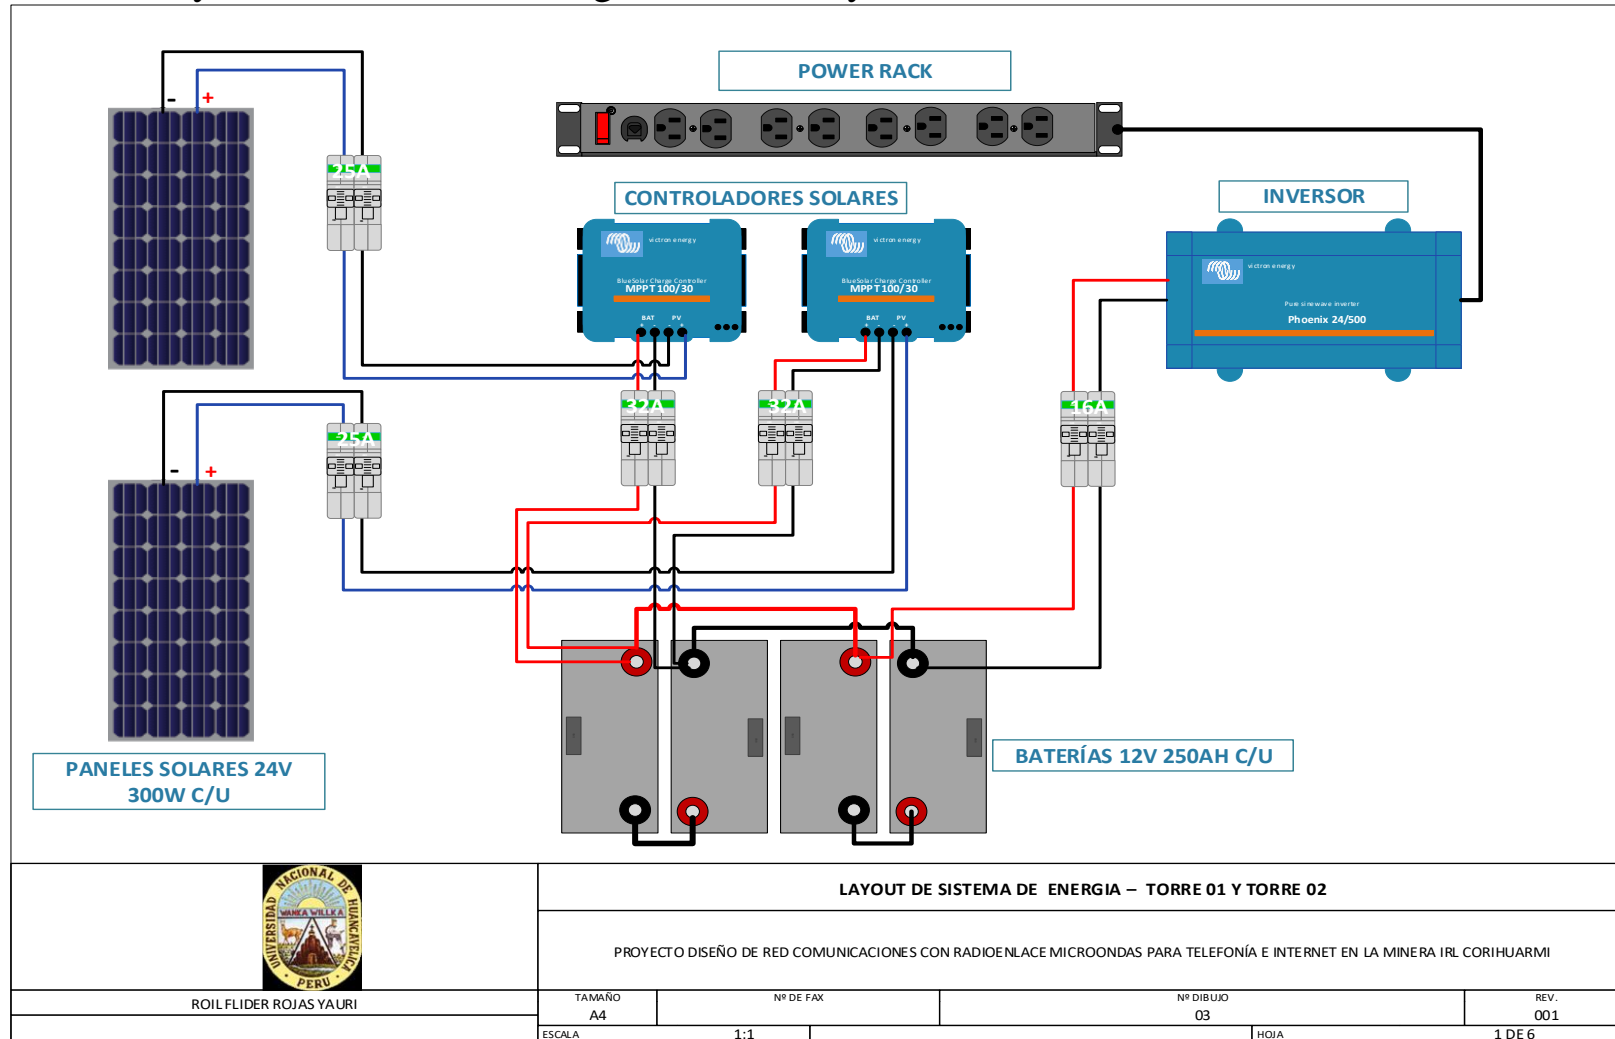 POWER RACK
- +
25A
CONTROLADORES SOLARES
INVERSOR
victron energy
BlueSolar Charge Controller
MPPT 100/30
BAT PV
+ - - +
victron energy
BlueSolar Charge Controller
MPPT 100/30
BAT PV
+ - - +
victron energy
Pure sinewave inverter
Phoenix 24/500
32A
32A
16A
25A
- +
PANELES SOLARES 24V
300W C/U
BATERÍAS 12V 250AH C/U
UNIVERSIDAD NACIONAL DE HUANCAVELICA
WANKA WILLKA
PERU
LAYOUT DE SISTEMA DE ENERGIA – TORRE 01 Y TORRE 02
PROYECTO DISEÑO DE RED COMUNICACIONES CON RADIOENLACE MICROONDAS PARA TELEFONÍA E INTERNET EN LA MINERA IRL CORIHUARMI
ROIL FLIDER ROJAS YAURI
TAMAÑO
A4
Nº DE FAX
Nº DIBUJO
03
REV.
001
ESCALA
1:1
HOJA
1 DE 6